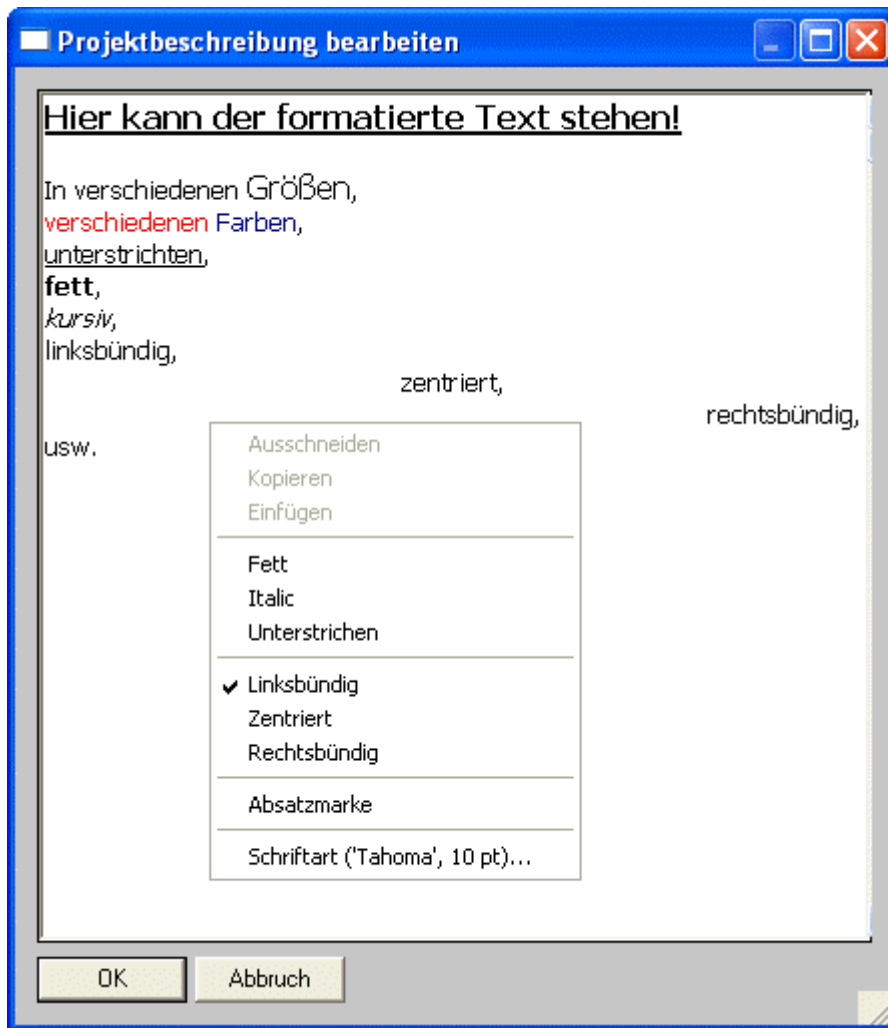 Projektbeschreibung bearbeiten
Hier kann der formatierte Text stehen!
In verschiedenen Größen,
verschiedenen Farben,
unterstrichten,
fett,
kursiv,
linksbündig,
zentriert,
rechtsbündig,
usw.
Ausschneiden
Kopieren
Einfügen
Fett
Italic
Unterstrichen
Linksbündig
Zentriert
Rechtsbündig
Absatzmarke
Schriftart ('Tahoma', 10 pt)...
OK Abbruch